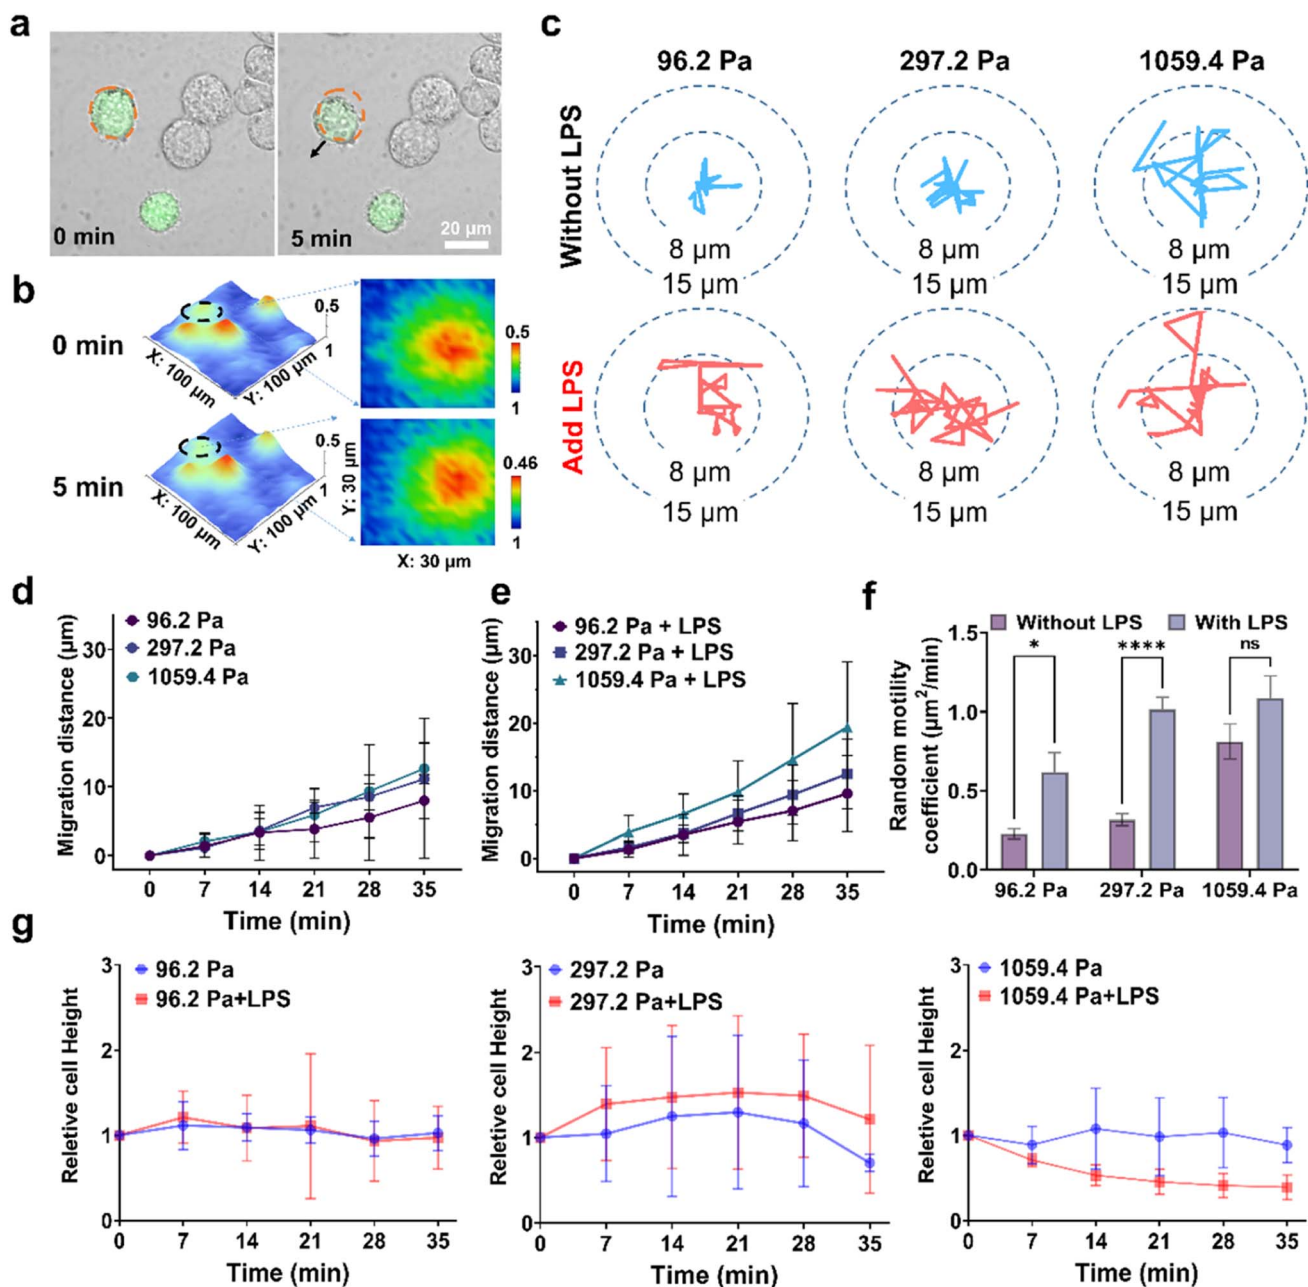 a
0 min
5 min
20 µm
b
0 min
0.5
1
X: 100 µm
Y: 100 µm
0.5
1
5 min
0.5
1
X: 100 µm
Y: 100 µm
0.46
1
Y: 30 µm
X: 30 µm
c
96.2 Pa
297.2 Pa
1059.4 Pa
Without LPS
8 µm
15 µm
8 µm
15 µm
8 µm
15 µm
Add LPS
8 µm
15 µm
8 µm
15 µm
8 µm
15 µm
d
96.2 Pa
297.2 Pa
1059.4 Pa
Migration distance (µm)
30
20
10
0
0 7 14 21 28 35
Time (min)
e
96.2 Pa + LPS
297.2 Pa + LPS
1059.4 Pa + LPS
Migration distance (µm)
30
20
10
0
0 7 14 21 28 35
Time (min)
f
Without LPS With LPS
Random motility
coefficient (µm²/min)
1.5
1.0
0.5
0.0
* **** ns
96.2 Pa 297.2 Pa 1059.4 Pa
g
96.2 Pa
96.2 Pa+LPS
Reletive cell Height
3
2
1
0
0 7 14 21 28 35
Time (min)
297.2 Pa
297.2 Pa+LPS
Reletive cell Height
3
2
1
0
0 7 14 21 28 35
Time (min)
1059.4 Pa
1059.4 Pa+LPS
Reletive cell Height
3
2
1
0
0 7 14 21 28 35
Time (min)